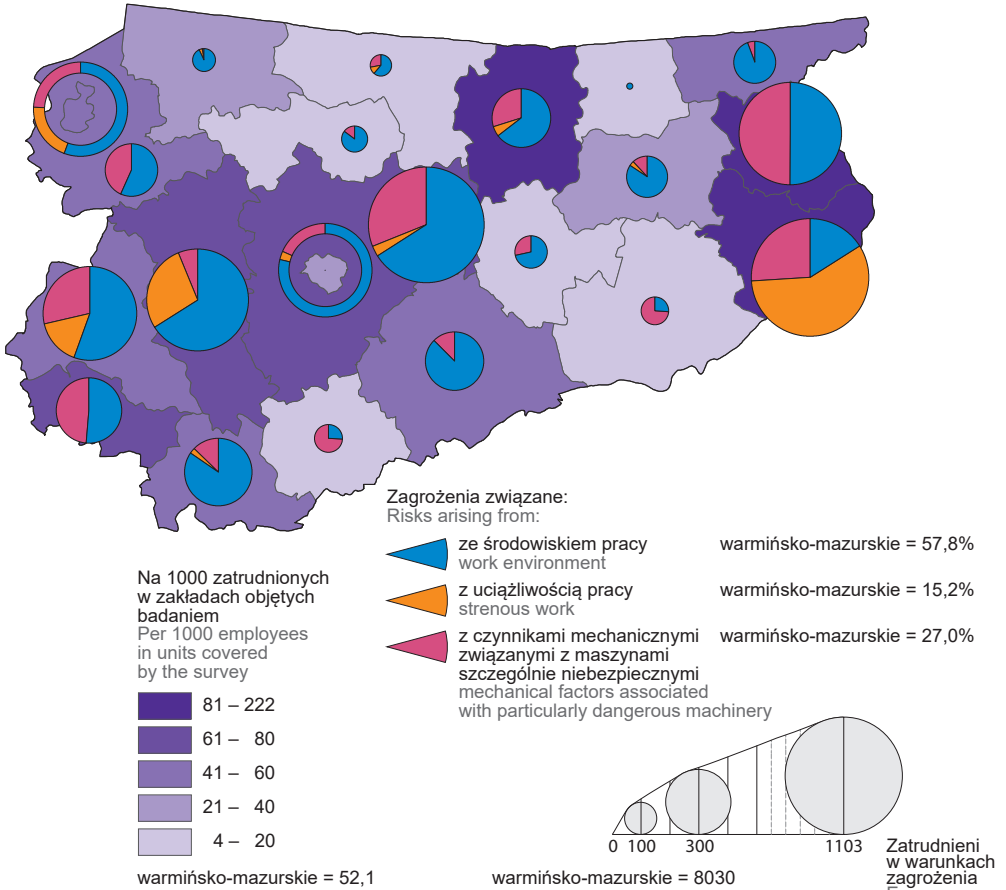 Zagrożenia związane:
Risks arising from:
ze środowiskiem pracy
work environment
warmińsko-mazurskie = 57,8%
z uciążliwością pracy
strenous work
warmińsko-mazurskie = 15,2%
z czynnikami mechanicznymi
związanymi z maszynami
szczególnie niebezpiecznymi
mechanical factors associated
with particularly dangerous machinery
warmińsko-mazurskie = 27,0%
Na 1000 zatrudnionych
w zakładach objętych
badaniem
Per 1000 employees
in units covered
by the survey
81 – 222
61 – 80
41 – 60
21 – 40
4 – 20
warmińsko-mazurskie = 52,1
0 100 300 1103
Zatrudnieni
w warunkach
zagrożenia
warmińsko-mazurskie = 8030